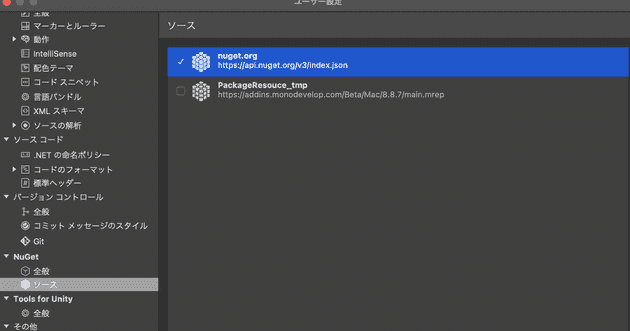 ユーザー設定
全般
マーカーとルーラー
動作
IntelliSense
配色テーマ
コード スニペット
言語バンドル
XML スキーマ
ソースの解析
ソース コード
.NET の命名ポリシー
コードのフォーマット
標準ヘッダー
バージョン コントロール
全般
コミット メッセージのスタイル
Git
NuGet
全般
ソース
Tools for Unity
全般
その他
ソース
nuget.org
https://api.nuget.org/v3/index.json
PackageResouce_tmp
https://addins.monodevelop.com/Beta/Mac/8.8.7/main.mrep